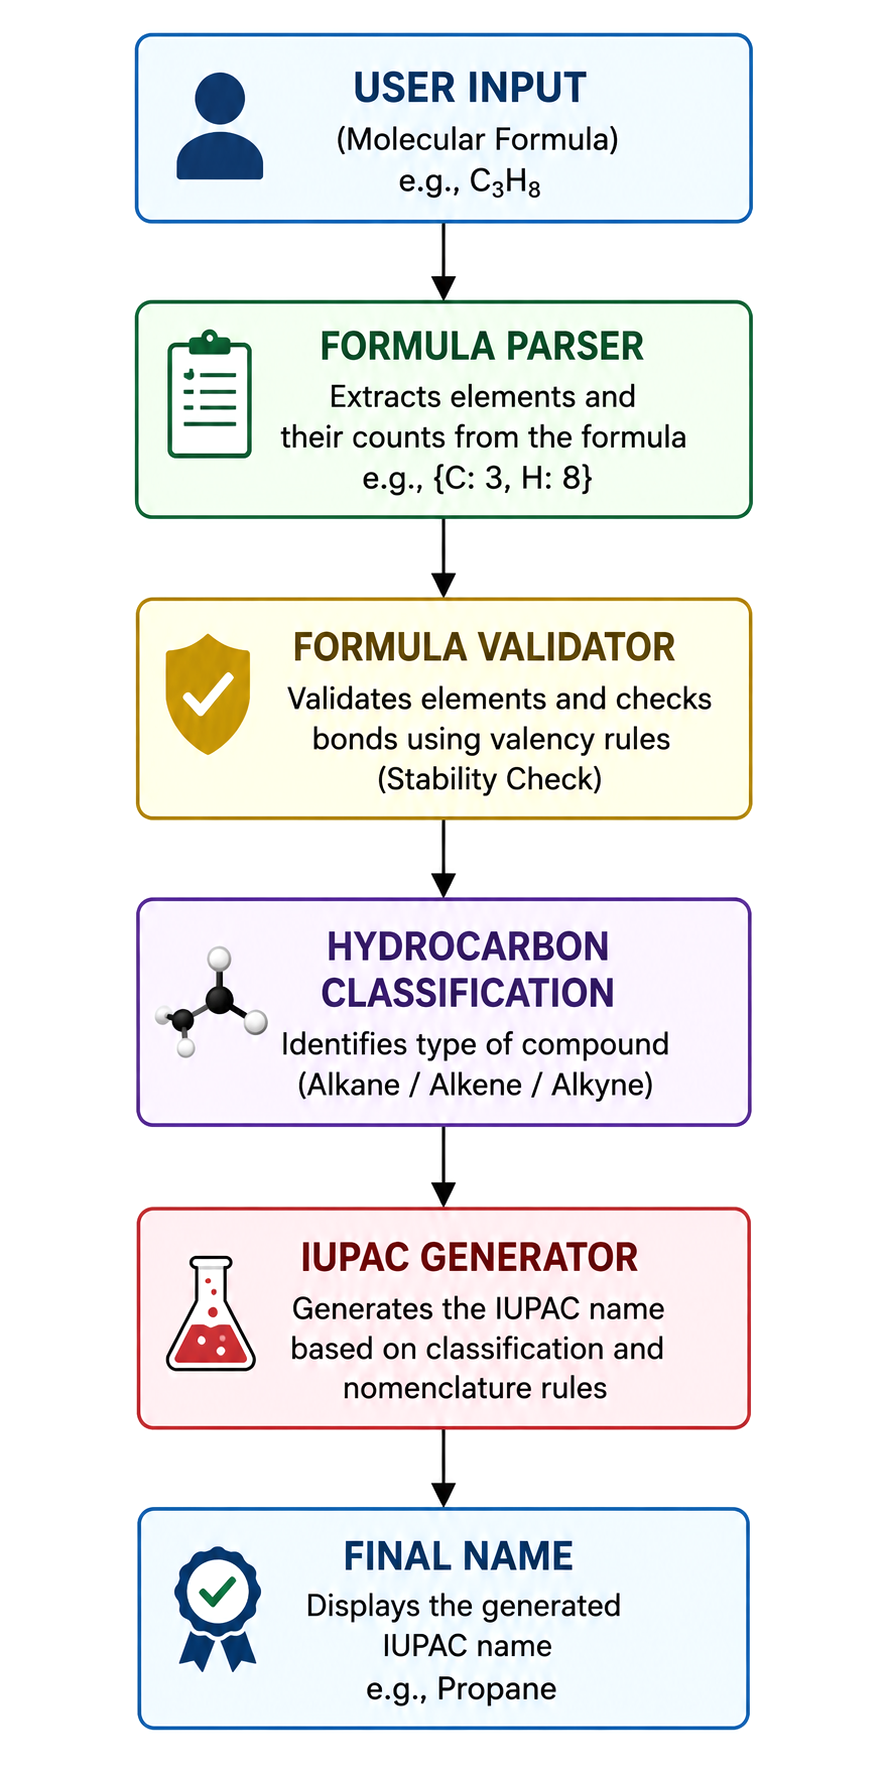 USER INPUT
(Molecular Formula)
e.g., C₃H₈
FORMULA PARSER
Extracts elements and
their counts from the formula
e.g., {C: 3, H: 8}
FORMULA VALIDATOR
Validates elements and checks
bonds using valency rules
(Stability Check)
HYDROCARBON
CLASSIFICATION
Identifies type of compound
(Alkane / Alkene / Alkyne)
IUPAC GENERATOR
Generates the IUPAC name
based on classification and
nomenclature rules
FINAL NAME
Displays the generated
IUPAC name
e.g., Propane